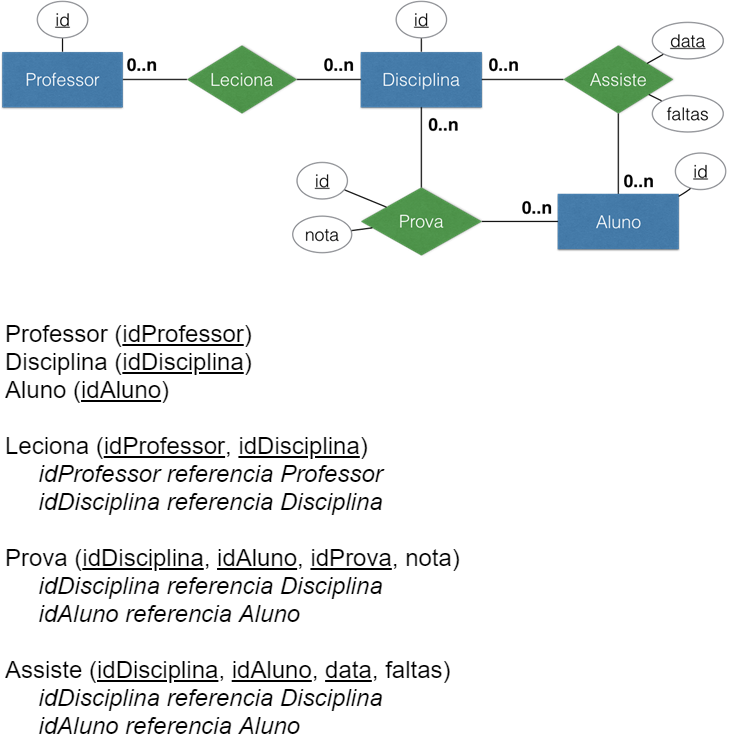 id
id
data
Professor
0..n
Leciona
0..n
Disciplina
0..n
Assiste
faltas
0..n
id
0..n
id
Prova
0..n
Aluno
nota
Professor (idProfessor)
Disciplina (idDisciplina)
Aluno (idAluno)
Leciona (idProfessor, idDisciplina)
idProfessor referencia Professor
idDisciplina referencia Disciplina
Prova (idDisciplina, idAluno, idProva, nota)
idDisciplina referencia Disciplina
idAluno referencia Aluno
Assiste (idDisciplina, idAluno, data, faltas)
idDisciplina referencia Disciplina
idAluno referencia Aluno